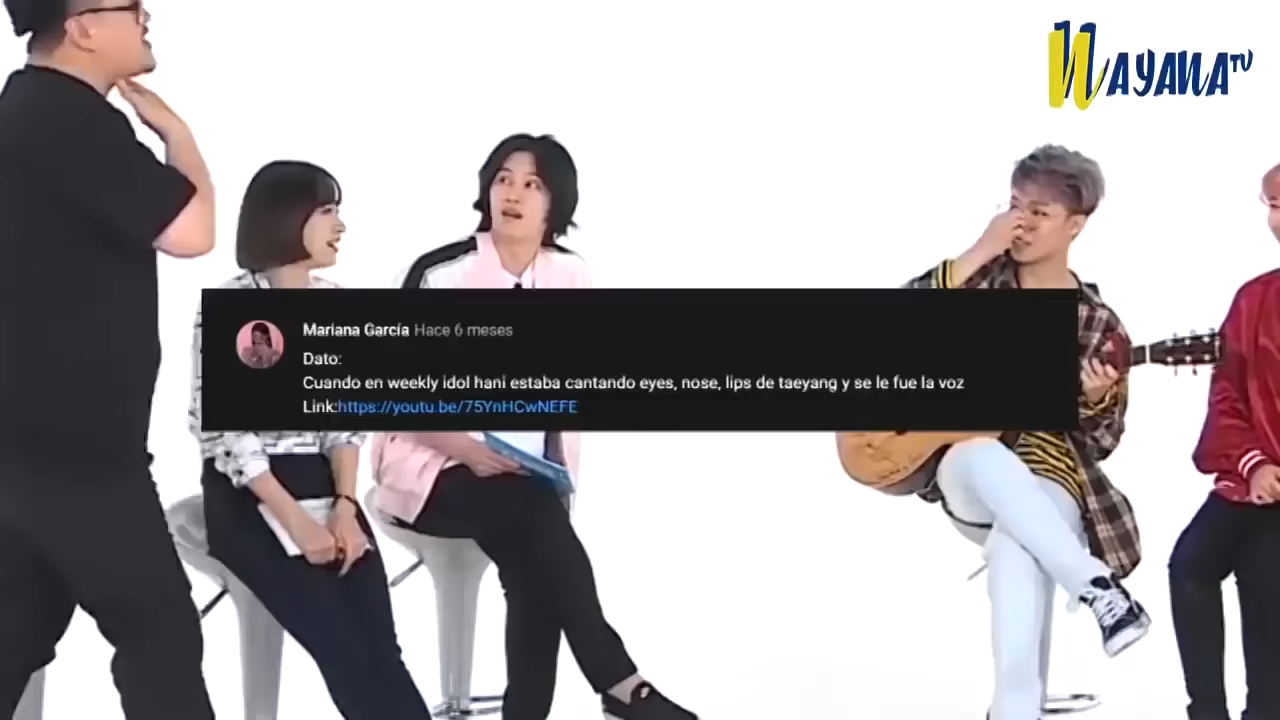 NAYANA TV
Mariana García Hace 6 meses
Dato:
Cuando en weekly idol hani estaba cantando eyes, nose, lips de taeyang y se le fue la voz
Link:https://youtu.be/75YnHCwNEFE